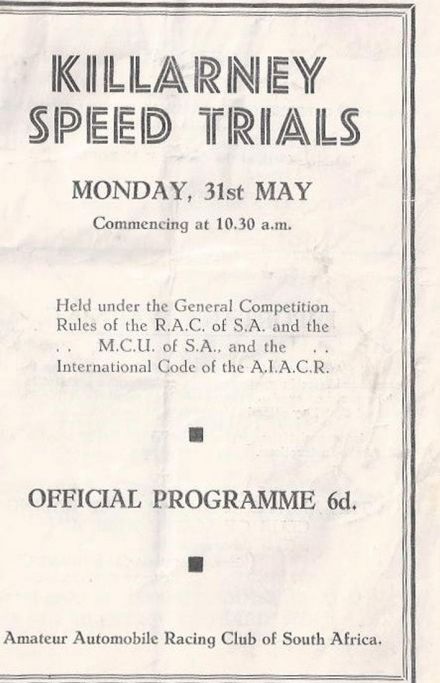 KILLARNEY
SPEED TRIALS
MONDAY, 31st MAY
Commencing at 10.30 a.m.
Held under the General Competition
Rules of the R.A.C. of S.A. and the
. . M.C.U. of S.A., and the . .
International Code of the A.I.A.C.R.
OFFICIAL PROGRAMME 6d.
Amateur Automobile Racing Club of South Africa.